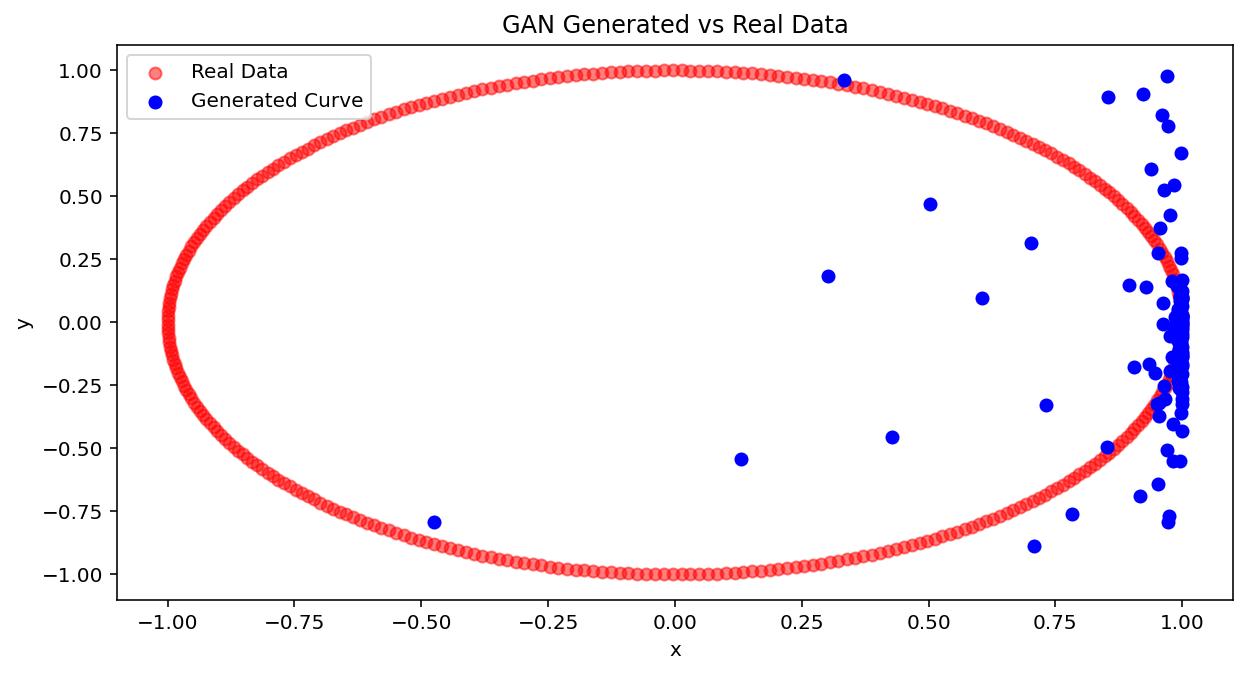 GAN Generated vs Real Data
Real Data
Generated Curve
1.00
0.75
0.50
0.25
0.00
−0.25
−0.50
−0.75
−1.00
y
−1.00 −0.75 −0.50 −0.25 0.00 0.25 0.50 0.75 1.00
x